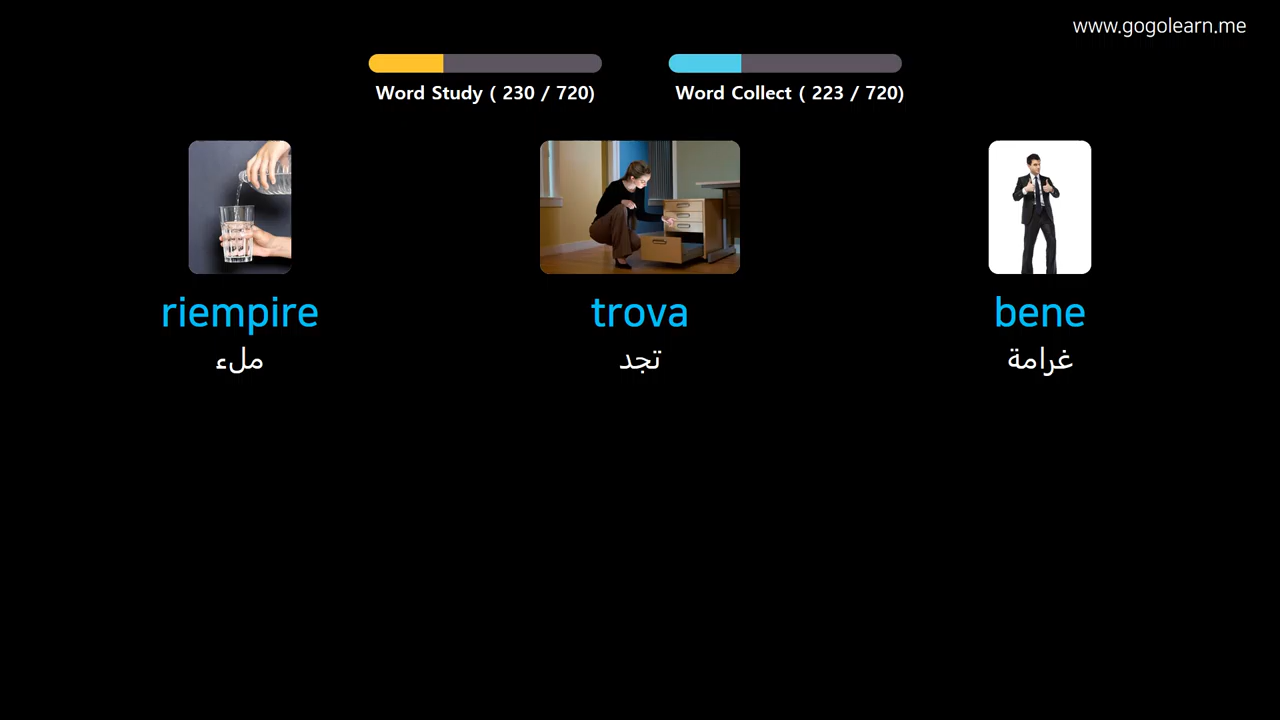 www.gogolearn.me
Word Study ( 230 / 720)
Word Collect ( 223 / 720)
riempire
trova
bene
ملء
تجد
غرامة